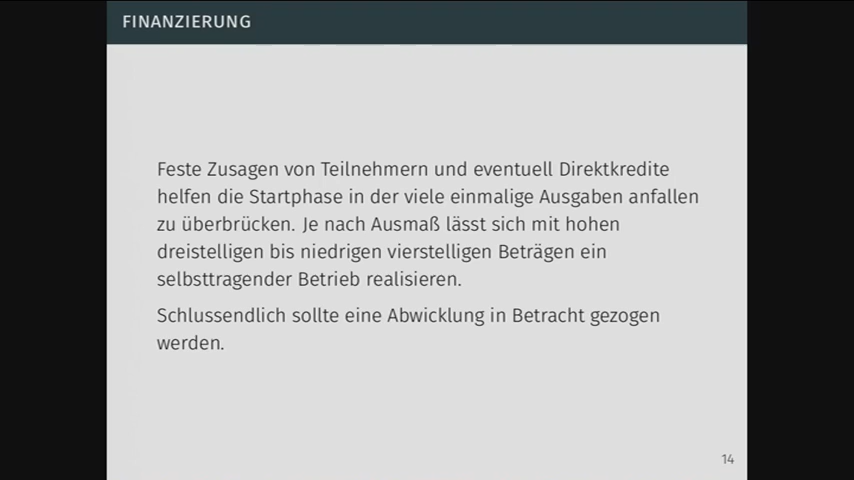 FINANZIERUNG
Feste Zusagen von Teilnehmern und eventuell Direktkredite
helfen die Startphase in der viele einmalige Ausgaben anfallen
zu überbrücken. Je nach Ausmaß lässt sich mit hohen
dreistelligen bis niedrigen vierstelligen Beträgen ein
selbsttragender Betrieb realisieren.
Schlussendlich sollte eine Abwicklung in Betracht gezogen
werden.
14